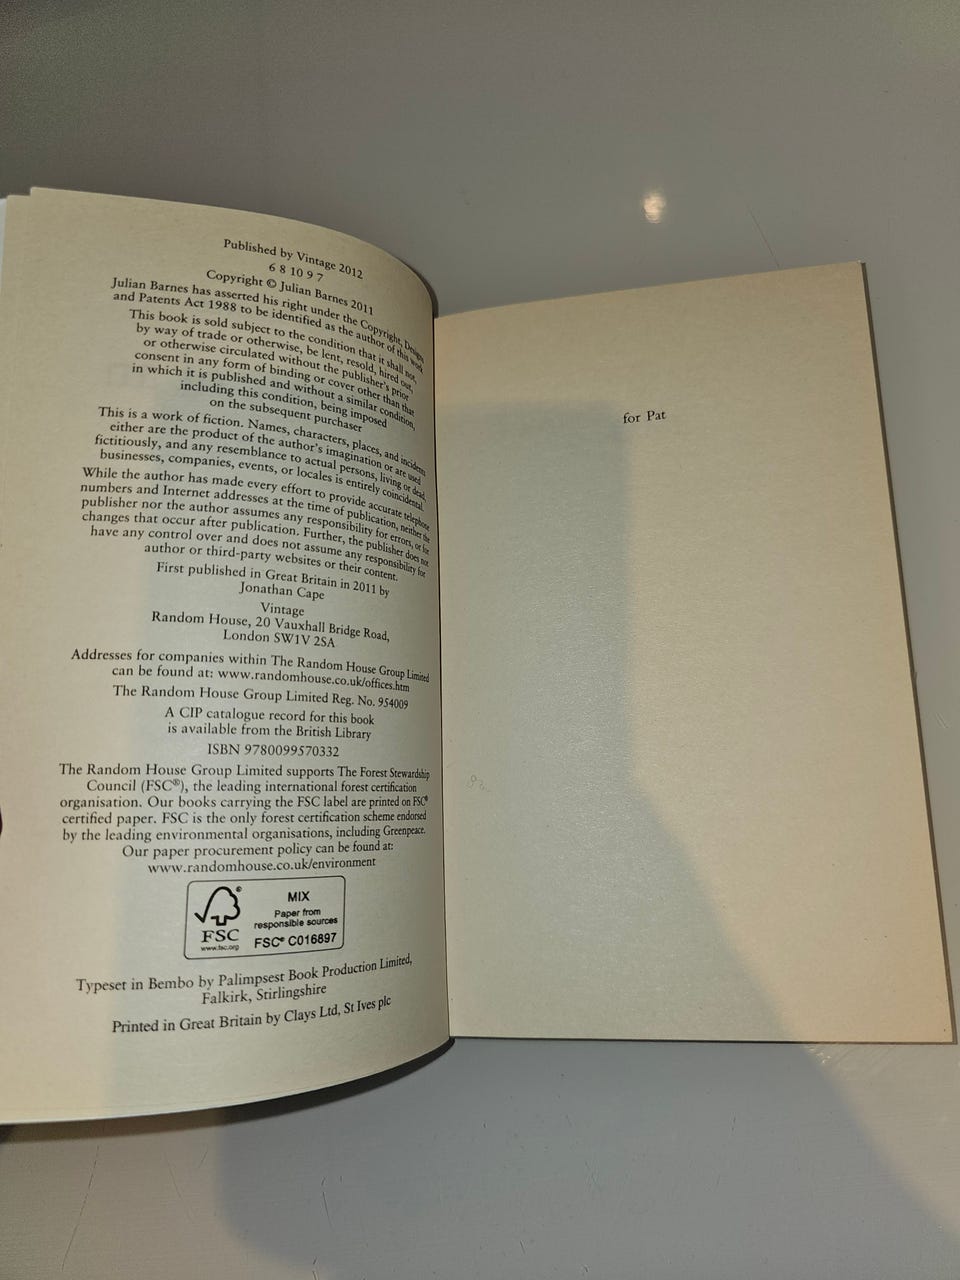 Published by Vintage 2012
6 8 10 9 7
Copyright © Julian Barnes 2011
Julian Barnes has asserted his right under the Copyright, Designs
and Patents Act 1988 to be identified as the author of this work
This book is sold subject to the condition that it shall not,
by way of trade or otherwise, be lent, resold, hired out,
or otherwise circulated without the publisher's prior
consent in any form of binding or cover other than that
in which it is published and without a similar condition,
including this condition, being imposed
on the subsequent purchaser
This is a work of fiction. Names, characters, places, and incidents
either are the product of the author's imagination or are used
fictitiously, and any resemblance to actual persons, living or dead,
businesses, companies, events, or locales is entirely coincidental.
While the author has made every effort to provide accurate telephone
numbers and Internet addresses at the time of publication, neither the
publisher nor the author assumes any responsibility for errors, or for
changes that occur after publication. Further, the publisher does not
have any control over and does not assume any responsibility for
author or third-party websites or their content.
First published in Great Britain in 2011 by
Jonathan Cape
Vintage
Random House, 20 Vauxhall Bridge Road,
London SW1V 2SA
Addresses for companies within The Random House Group Limited
can be found at: www.randomhouse.co.uk/offices.htm
The Random House Group Limited Reg. No. 954009
A CIP catalogue record for this book
is available from the British Library
ISBN 9780099570332
The Random House Group Limited supports The Forest Stewardship
Council (FSC®), the leading international forest certification
organisation. Our books carrying the FSC label are printed on FSC®
certified paper. FSC is the only forest certification scheme endorsed
by the leading environmental organisations, including Greenpeace.
Our paper procurement policy can be found at:
www.randomhouse.co.uk/environment
®
FSC
www.fsc.org
MIX
Paper from
responsible sources
FSC® C016897
Typeset in Bembo by Palimpsest Book Production Limited,
Falkirk, Stirlingshire
Printed in Great Britain by Clays Ltd, St Ives plc
for Pat